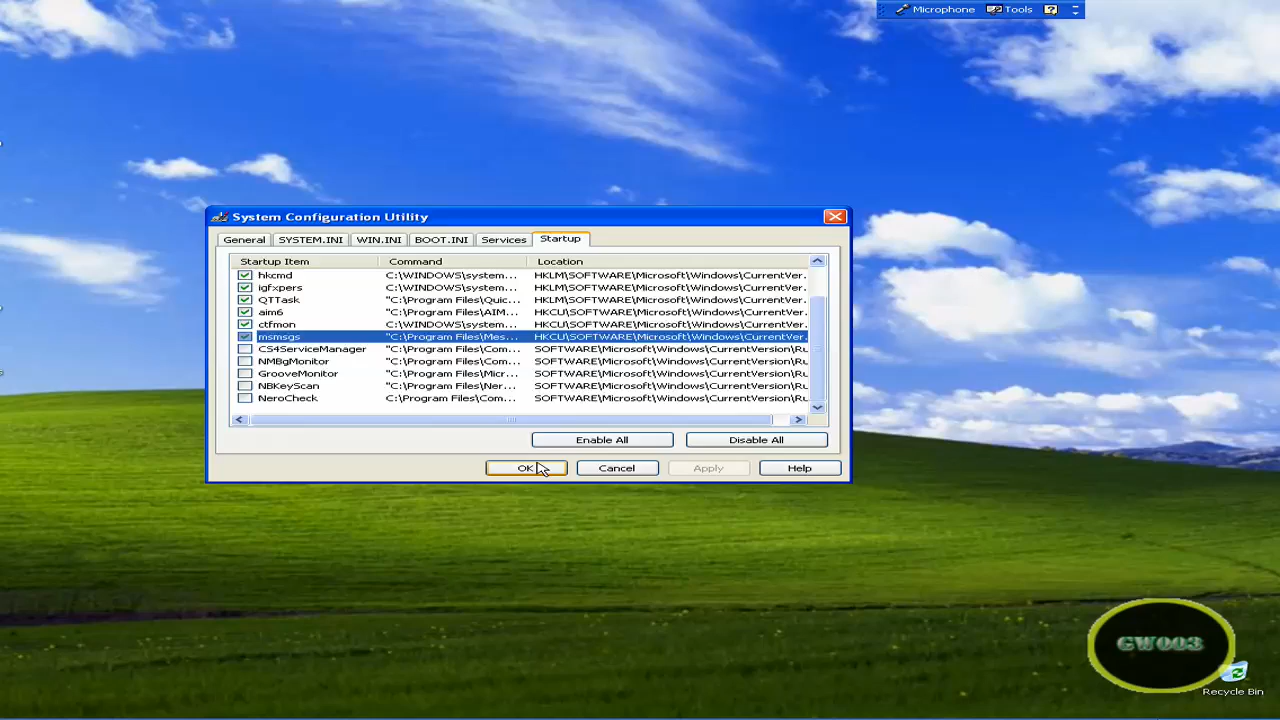 Microphone Tools
System Configuration Utility
General SYSTEM.INI WIN.INI BOOT.INI Services Startup
Startup Item Command Location
hkcmd C:\WINDOWS\system... HKLM\SOFTWARE\Microsoft\Windows\CurrentVer.
igfxpers C:\WINDOWS\system... HKLM\SOFTWARE\Microsoft\Windows\CurrentVer.
QTTask "C:\Program Files\Quic... HKLM\SOFTWARE\Microsoft\Windows\CurrentVer.
aim6 "C:\Program Files\AIM... HKCU\SOFTWARE\Microsoft\Windows\CurrentVer.
ctfmon C:\WINDOWS\system... HKCU\SOFTWARE\Microsoft\Windows\CurrentVer.
msmsgs "C:\Program Files\Mes... HKCU\SOFTWARE\Microsoft\Windows\CurrentVer.
CS4ServiceManager "C:\Program Files\Com... SOFTWARE\Microsoft\Windows\CurrentVersion\Ru
NMBgMonitor "C:\Program Files\Com... SOFTWARE\Microsoft\Windows\CurrentVersion\Ru
GrooveMonitor "C:\Program Files\Micr... SOFTWARE\Microsoft\Windows\CurrentVersion\Ru
NBKeyScan "C:\Program Files\Ner... SOFTWARE\Microsoft\Windows\CurrentVersion\Ru
NeroCheck C:\Program Files\Com... SOFTWARE\Microsoft\Windows\CurrentVersion\Ru
Enable All Disable All
OK Cancel Apply Help
GW003
Recycle Bin